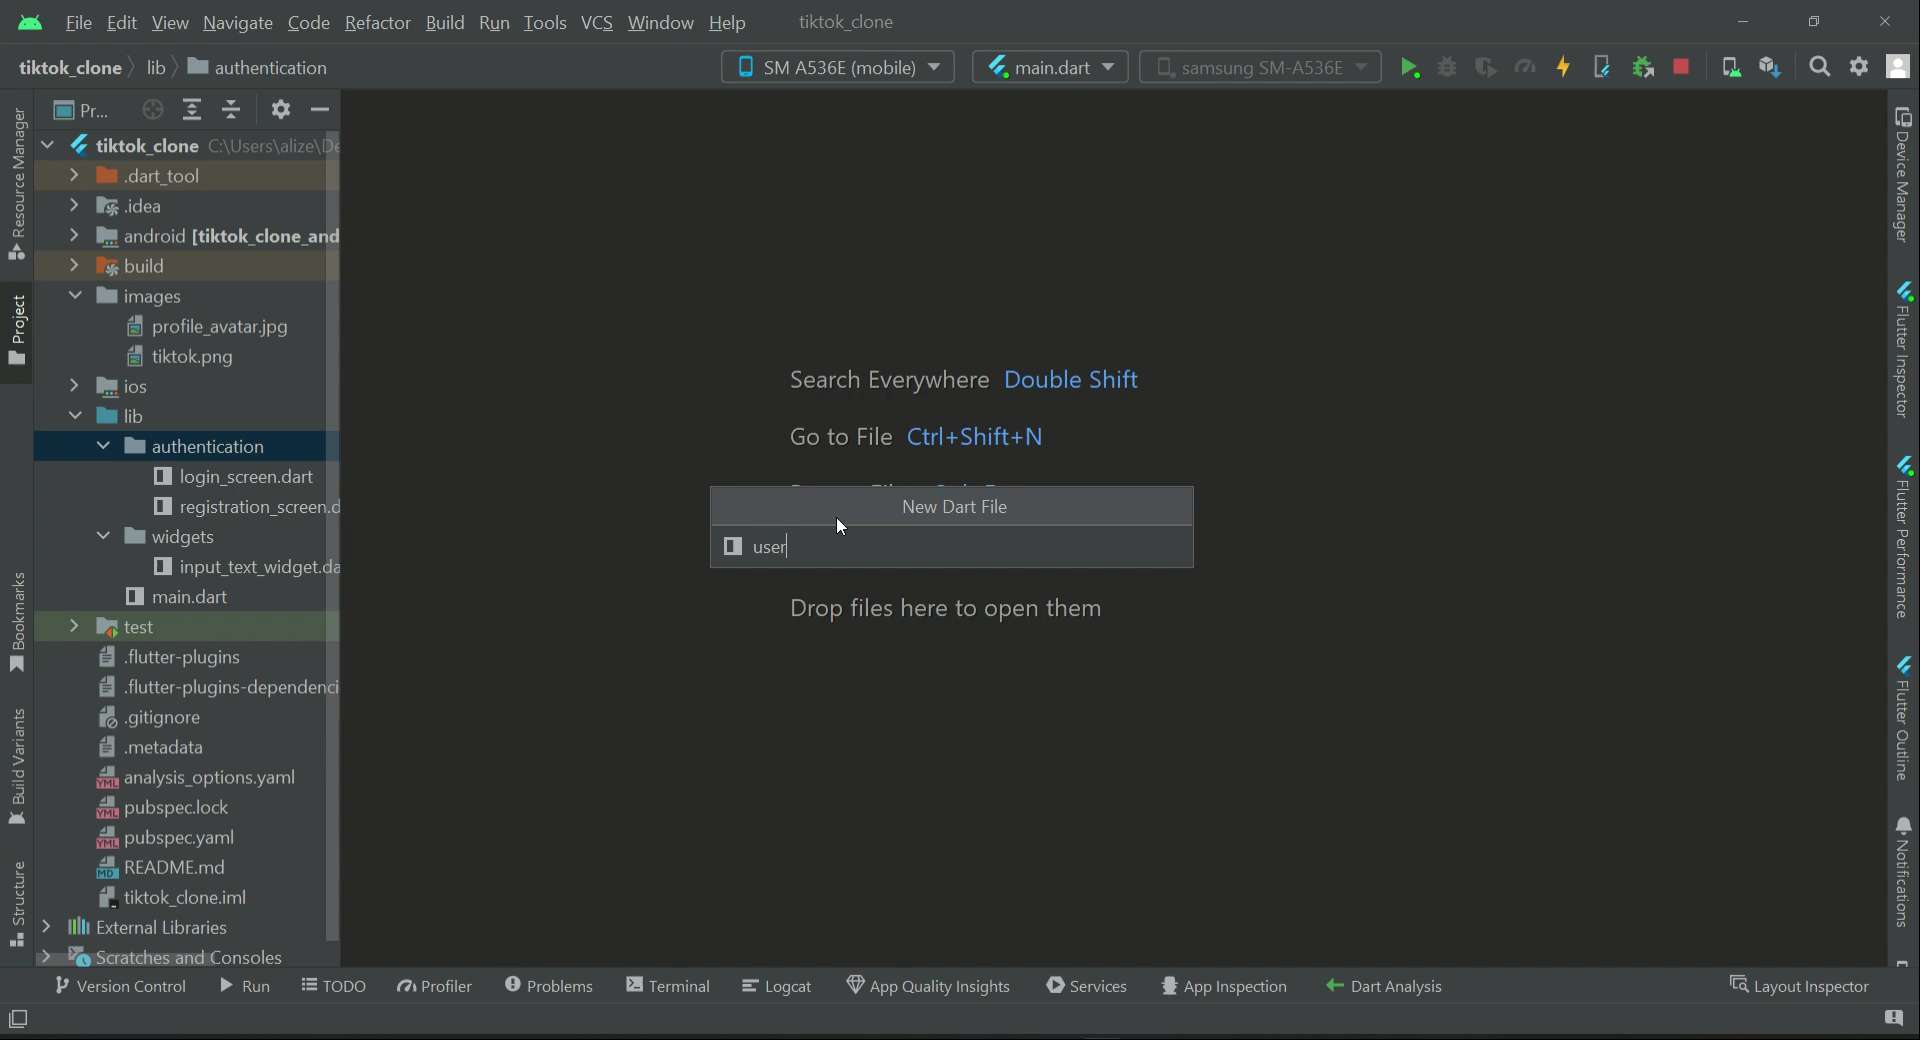 File Edit View Navigate Code Refactor Build Run Tools VCS Window Help tiktok_clone
tiktok_clone lib authentication SM A536E (mobile) main.dart samsung SM-A536E
Pr...
tiktok_clone C:\Users\alize\De
.dart_tool
.idea
android [tiktok_clone_and
build
images
profile_avatar.jpg
tiktok.png
ios
lib
authentication
login_screen.dart
registration_screen.d
widgets
input_text_widget.da
main.dart
test
.flutter-plugins
.flutter-plugins-dependenci
.gitignore
.metadata
analysis_options.yaml
pubspec.lock
pubspec.yaml
README.md
tiktok_clone.iml
External Libraries
Scratches and Consoles
Resource Manager
Project
Bookmarks
Build Variants
Structure
Search Everywhere Double Shift
Go to File Ctrl+Shift+N
New Dart File
user
Drop files here to open them
Device Manager
Flutter Inspector
Flutter Performance
Flutter Outline
Notifications
Version Control Run TODO Profiler Problems Terminal Logcat App Quality Insights Services App Inspection Dart Analysis Layout Inspector